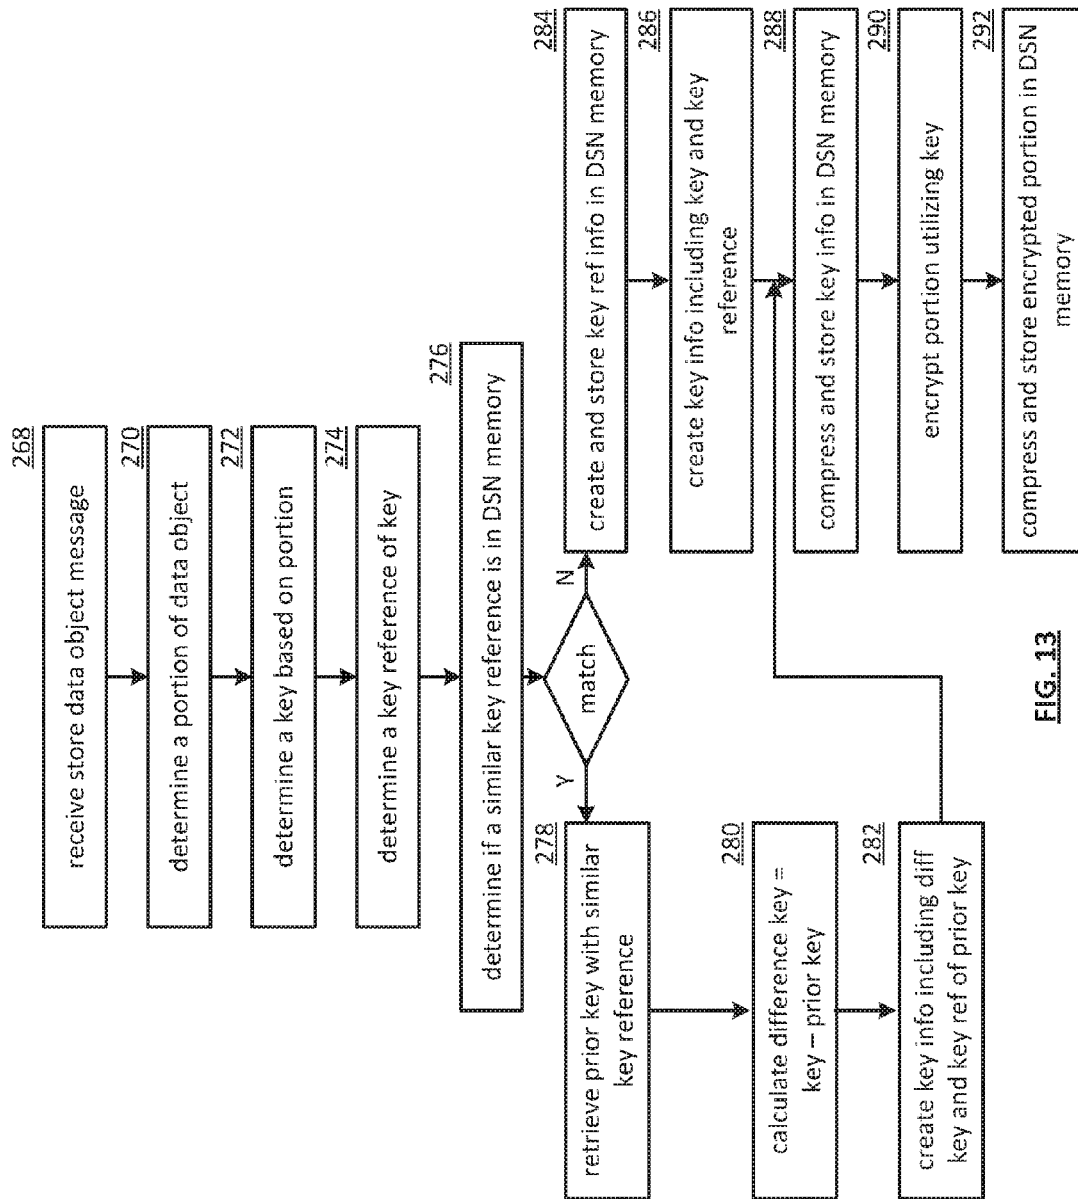 268
receive store data object message
270
determine a portion of data object
272
determine a key based on portion
274
determine a key reference of key
276
determine if a similar key reference is in DSN memory
match
Y
N
278
retrieve prior key with similar
key reference
280
calculate difference key =
key – prior key
282
create key info including diff
key and key ref of prior key
284
create and store key ref info in DSN memory
286
create key info including key and key
reference
288
compress and store key info in DSN memory
290
encrypt portion utilizing key
292
compress and store encrypted portion in DSN
memory
FIG. 13